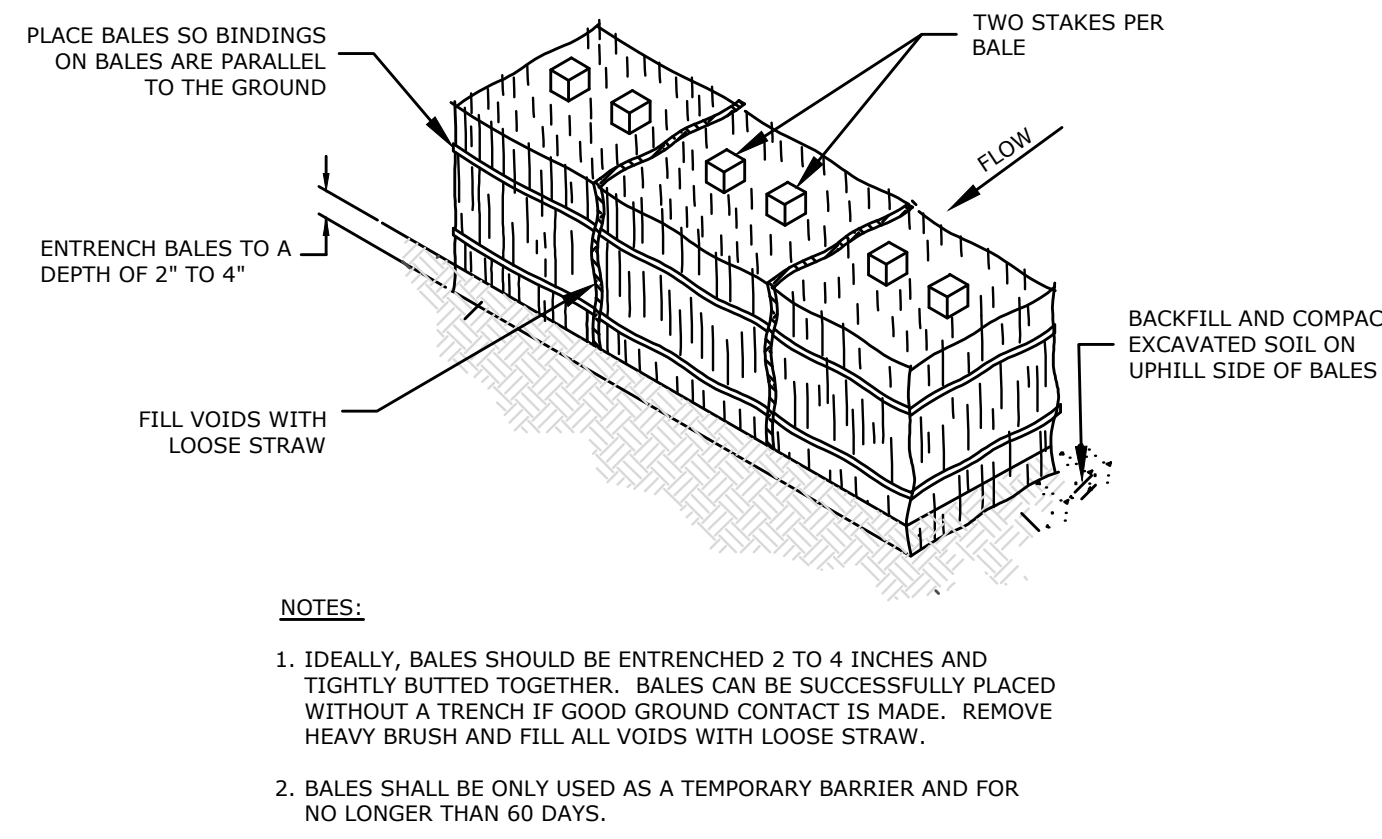 PLACE BALES SO BINDINGS
ON BALES ARE PARALLEL
TO THE GROUND
TWO STAKES PER
BALE
FLOW
ENTRENCH BALES TO A
DEPTH OF 2" TO 4"
BACKFILL AND COMPAC
EXCAVATED SOIL ON
UPHILL SIDE OF BALES
FILL VOIDS WITH
LOOSE STRAW
NOTES:
1. IDEALLY, BALES SHOULD BE ENTRENCHED 2 TO 4 INCHES AND
TIGHTLY BUTTED TOGETHER. BALES CAN BE SUCCESSFULLY PLACED
WITHOUT A TRENCH IF GOOD GROUND CONTACT IS MADE. REMOVE
HEAVY BRUSH AND FILL ALL VOIDS WITH LOOSE STRAW.
2. BALES SHALL BE ONLY USED AS A TEMPORARY BARRIER AND FOR
NO LONGER THAN 60 DAYS.